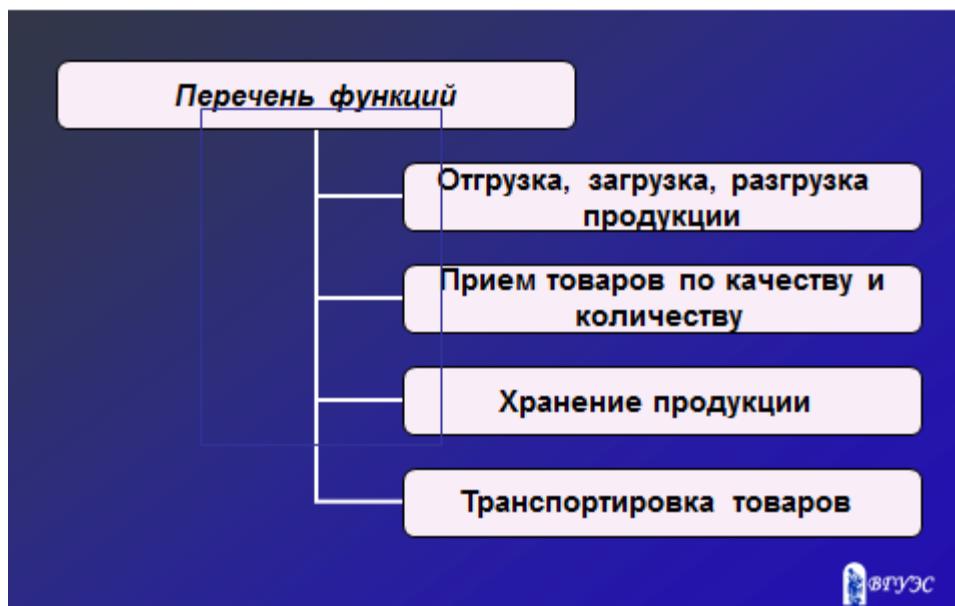 Перечень функций
Отгрузка, загрузка, разгрузка
продукции
Прием товаров по качеству и
количеству
Хранение продукции
Транспортировка товаров
ВГУЭС